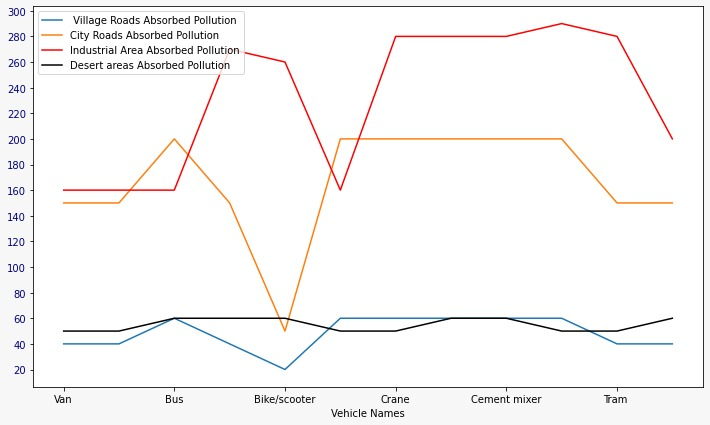 300
280
260
240
220
200
180
160
140
120
100
80
60
40
20
Village Roads Absorbed Pollution
City Roads Absorbed Pollution
Industrial Area Absorbed Pollution
Desert areas Absorbed Pollution
Van Bus Bike/scooter Crane Cement mixer Tram
Vehicle Names